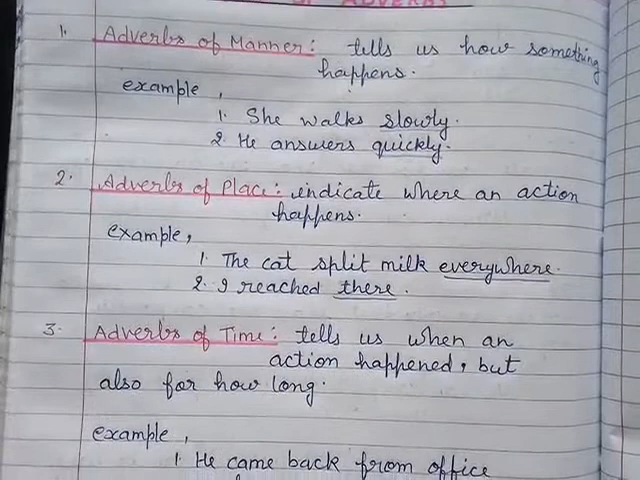 OF ADVERBS
1. Adverbs of Manner: tells us how something
happens.
example,
1. She walks slowly.
2. He answers quickly.
2. Adverbs of Place: indicate where an action
happens.
example,
1. The cat split milk everywhere.
2. I reached there.
3. Adverbs of Time: tells us when an
action happened, but
also for how long.
example,
1. He came back from office